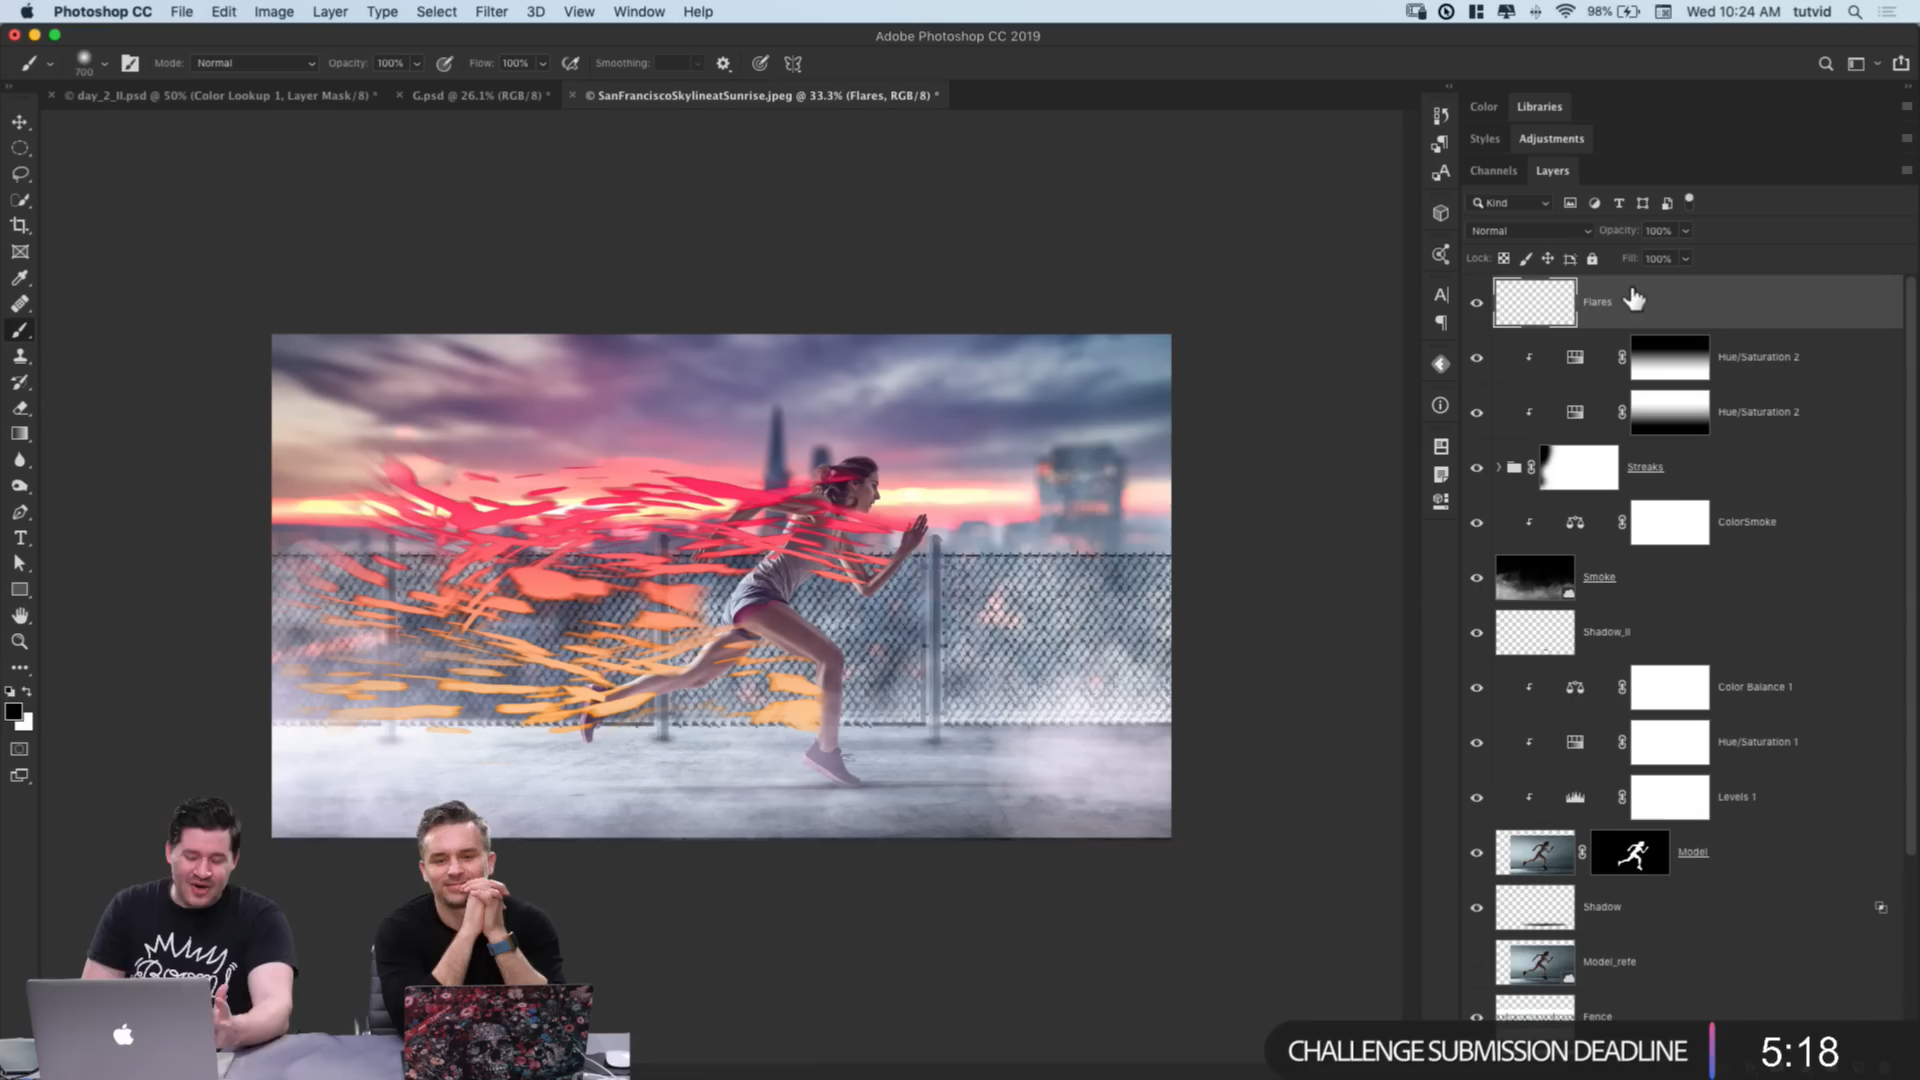 Photoshop CC File Edit Image Layer Type Select Filter 3D View Window Help 98% Wed 10:24 AM tutvid
Adobe Photoshop CC 2019
700 Mode: Normal Opacity: 100% Flow: 100% Smoothing:
× © day_2_II.psd @ 50% (Color Lookup 1, Layer Mask/8) * × G.psd @ 26.1% (RGB/8) * × © SanFranciscoSkylineatSunrise.jpeg @ 33.3% (Flares, RGB/8) *
Color Libraries
Styles Adjustments
Channels Layers
Kind
Normal Opacity: 100%
Lock: Fill: 100%
Flares
Hue/Saturation 2
Hue/Saturation 2
Streaks
ColorSmoke
Smoke
Shadow_II
Color Balance 1
Hue/Saturation 1
Levels 1
Model
Shadow
Model_refe
Fence
Boom
CHALLENGE SUBMISSION DEADLINE 5:18